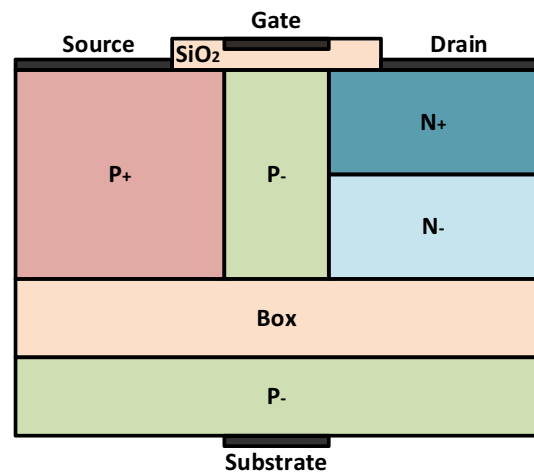 Gate
Source
Drain
SiO₂
N+
P+
P-
N-
Box
P-
Substrate